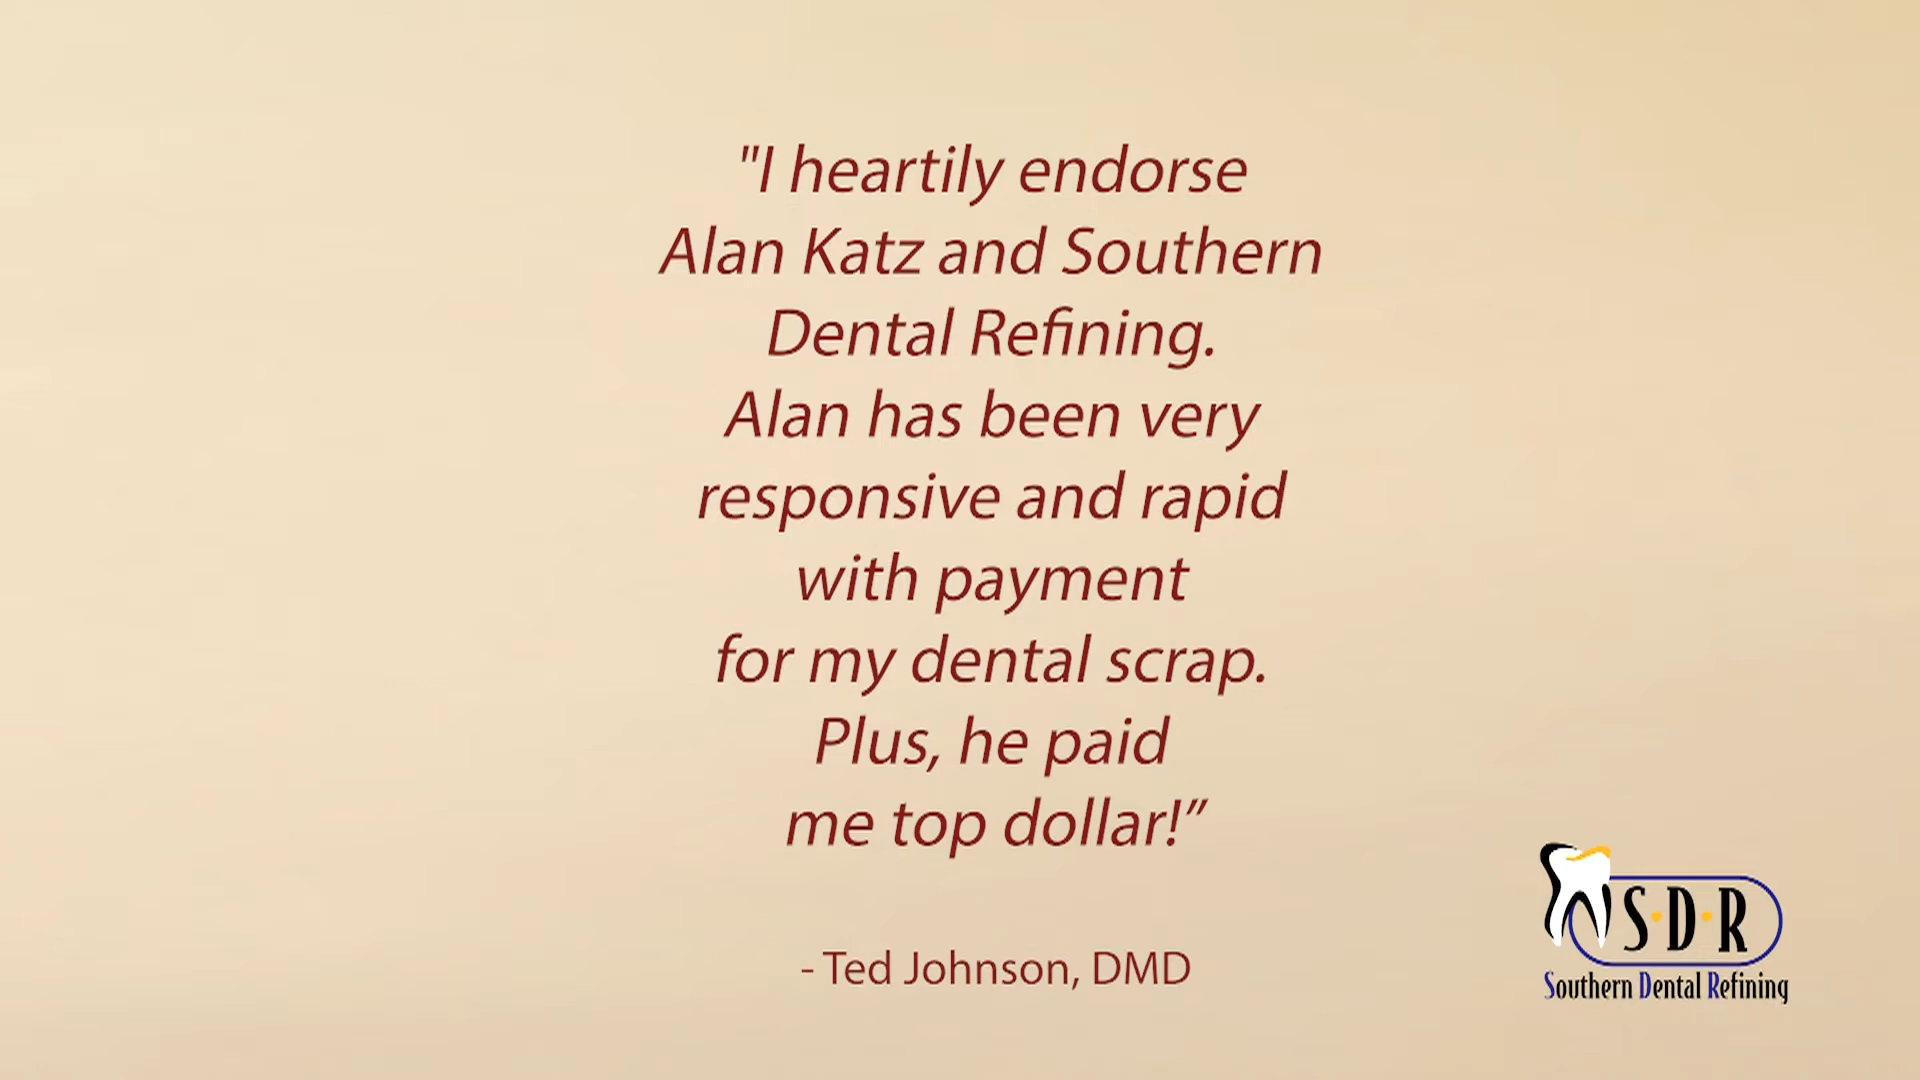 "I heartily endorse
Alan Katz and Southern
Dental Refining.
Alan has been very
responsive and rapid
with payment
for my dental scrap.
Plus, he paid
me top dollar!”
- Ted Johnson, DMD
S·D·R
Southern Dental Refining